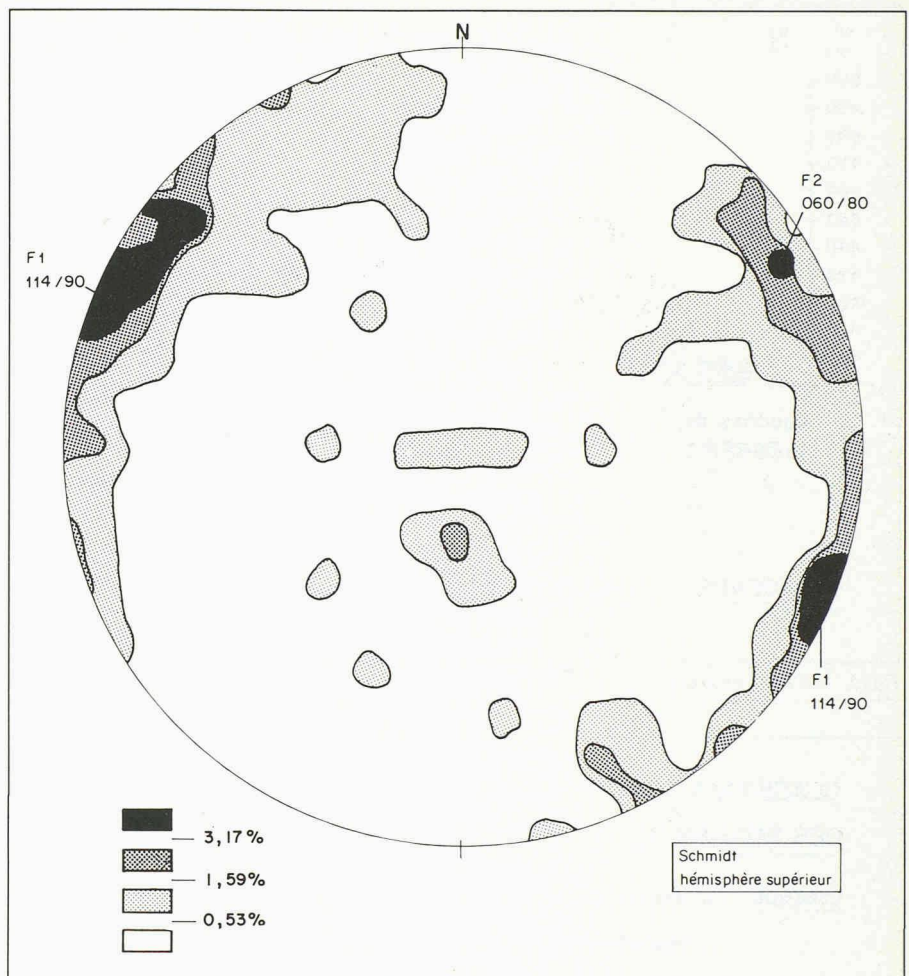 N
F2
060/80
F1
114/90
F1
114/90
3,17%
1,59%
0,53%
Schmidt
hémisphère supérieur